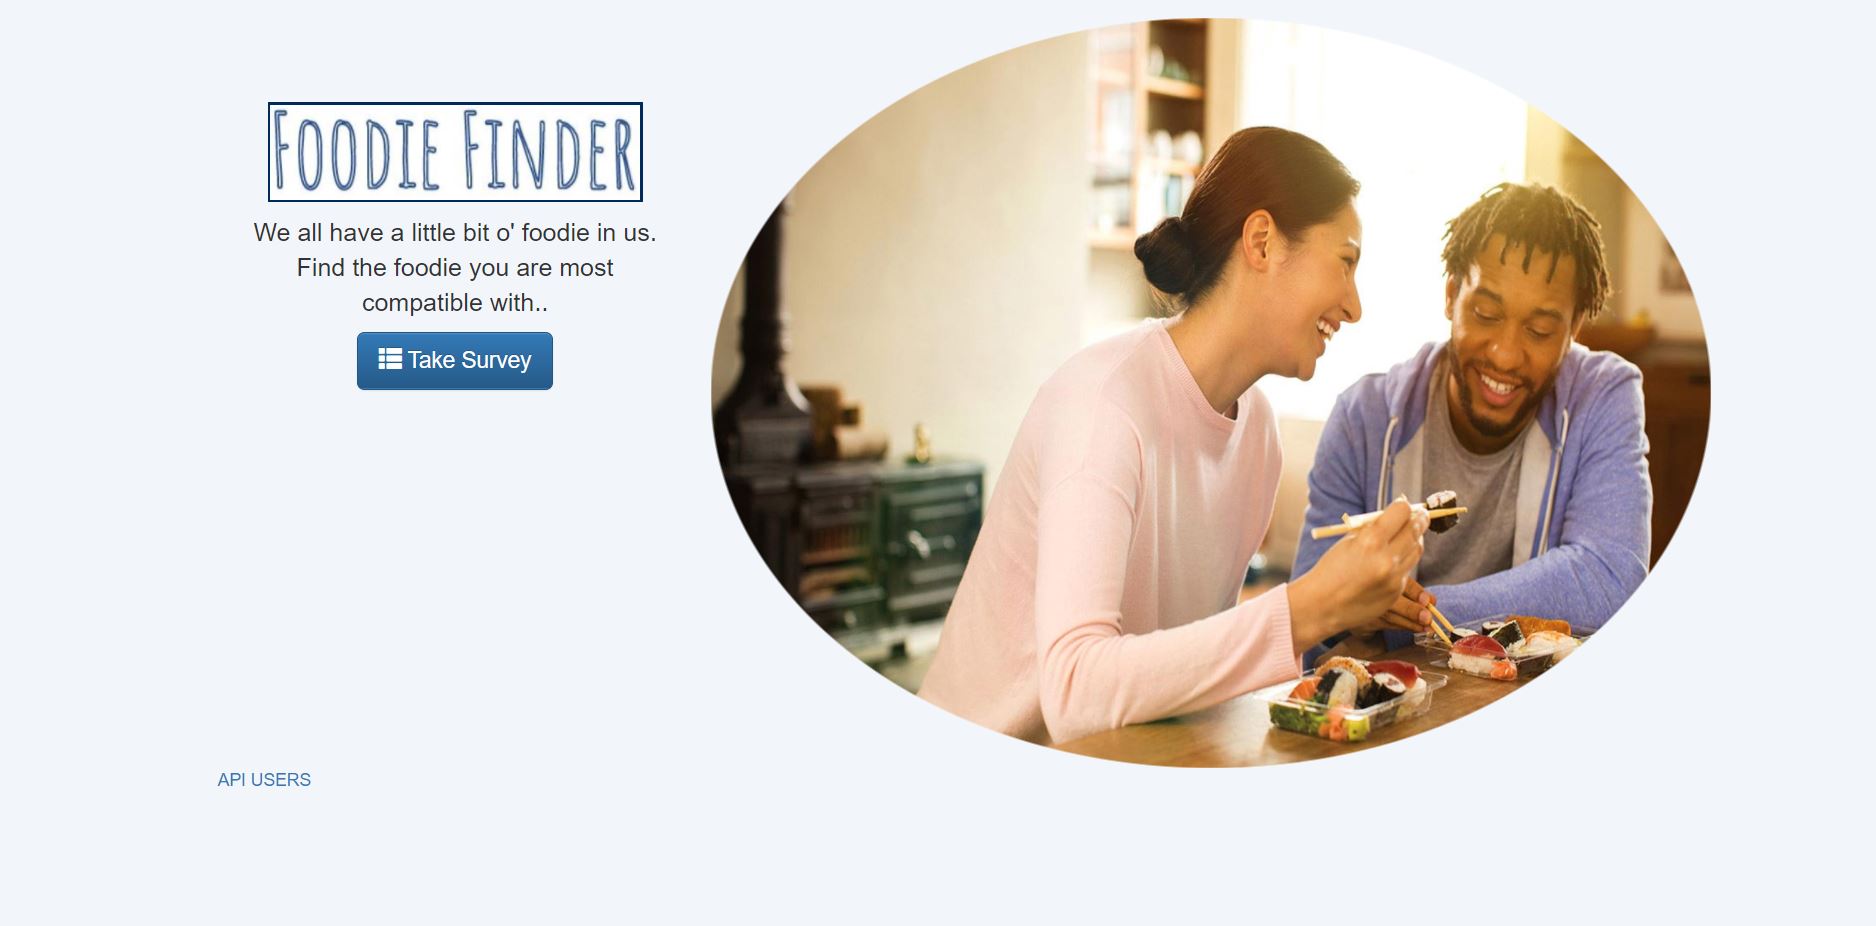 FOODIE FINDER
We all have a little bit o' foodie in us.
Find the foodie you are most
compatible with..
Take Survey
API USERS